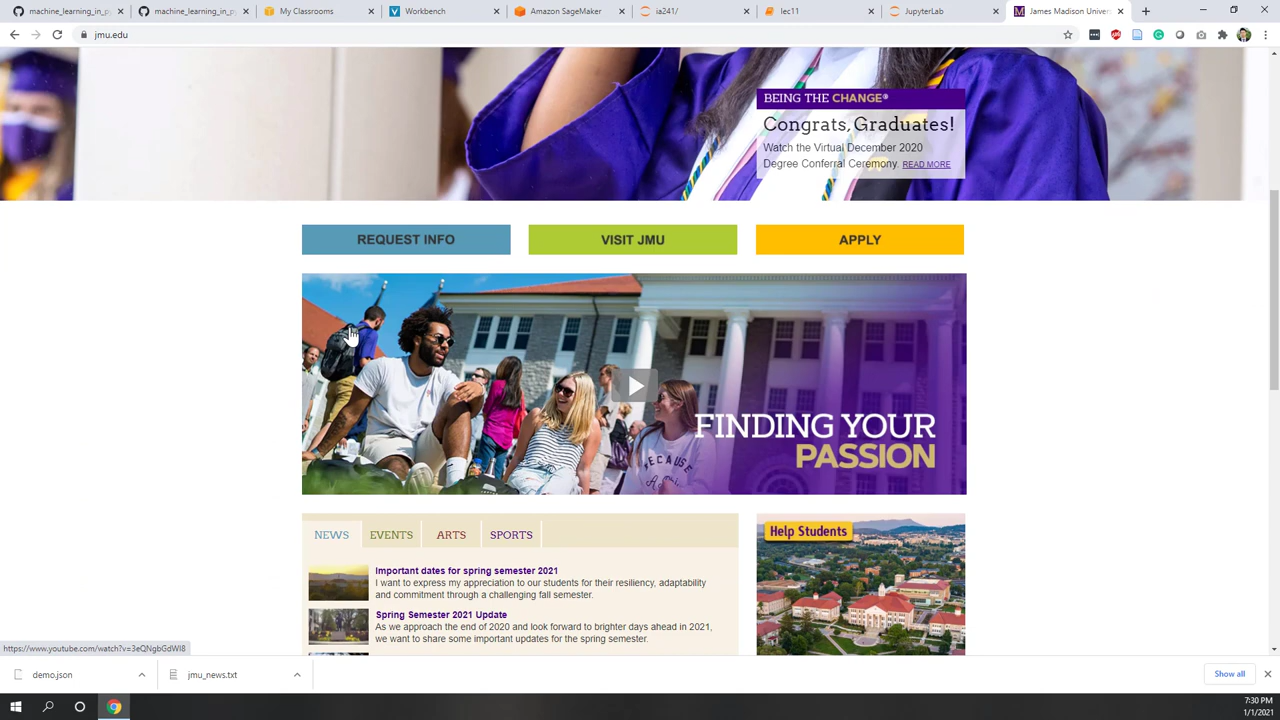 machine_learning_in_py
machine_learning_in_p
My Classrooms
Workbench
Amazon SageMaker
ia241/
lec11
JupyterLab
James Madison Univer
jmu.edu
BEING THE CHANGE®
Congrats, Graduates!
Watch the Virtual December 2020
Degree Conferral Ceremony. READ MORE
REQUEST INFO
VISIT JMU
APPLY
BECAUSE
FINDING YOUR
PASSION
NEWS
EVENTS
ARTS
SPORTS
Important dates for spring semester 2021
I want to express my appreciation to our students for their resiliency, adaptability
and commitment through a challenging fall semester.
Spring Semester 2021 Update
As we approach the end of 2020 and look forward to brighter days ahead in 2021,
we want to share some important updates for the spring semester.
Help Students
https://www.youtube.com/watch?v=3eQNgbGdWI8
demo.json
jmu_news.txt
Show all
7:30 PM
1/1/2021